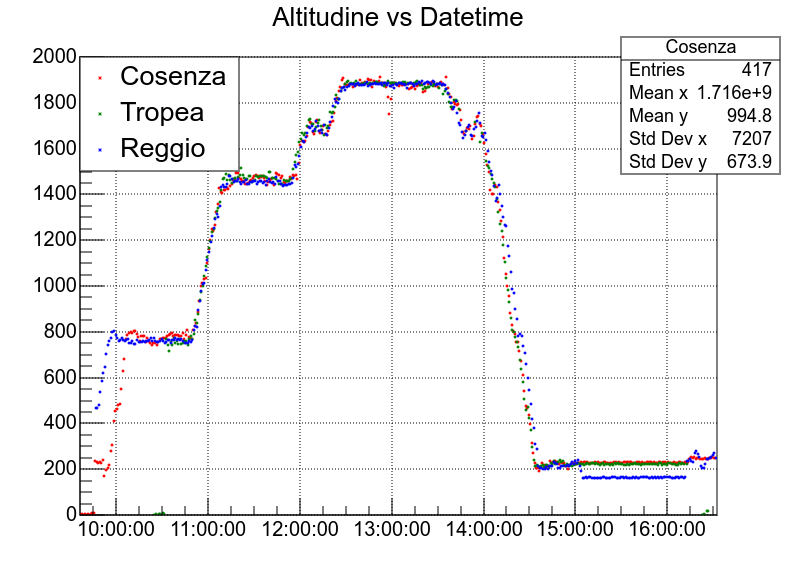 Altitudine vs Datetime
Cosenza
Entries 417
Mean x 1.716e+9
Mean y 994.8
Std Dev x 7207
Std Dev y 673.9
Cosenza
Tropea
Reggio
2000
1800
1600
1400
1200
1000
800
600
400
200
0
10:00:00 11:00:00 12:00:00 13:00:00 14:00:00 15:00:00 16:00:00